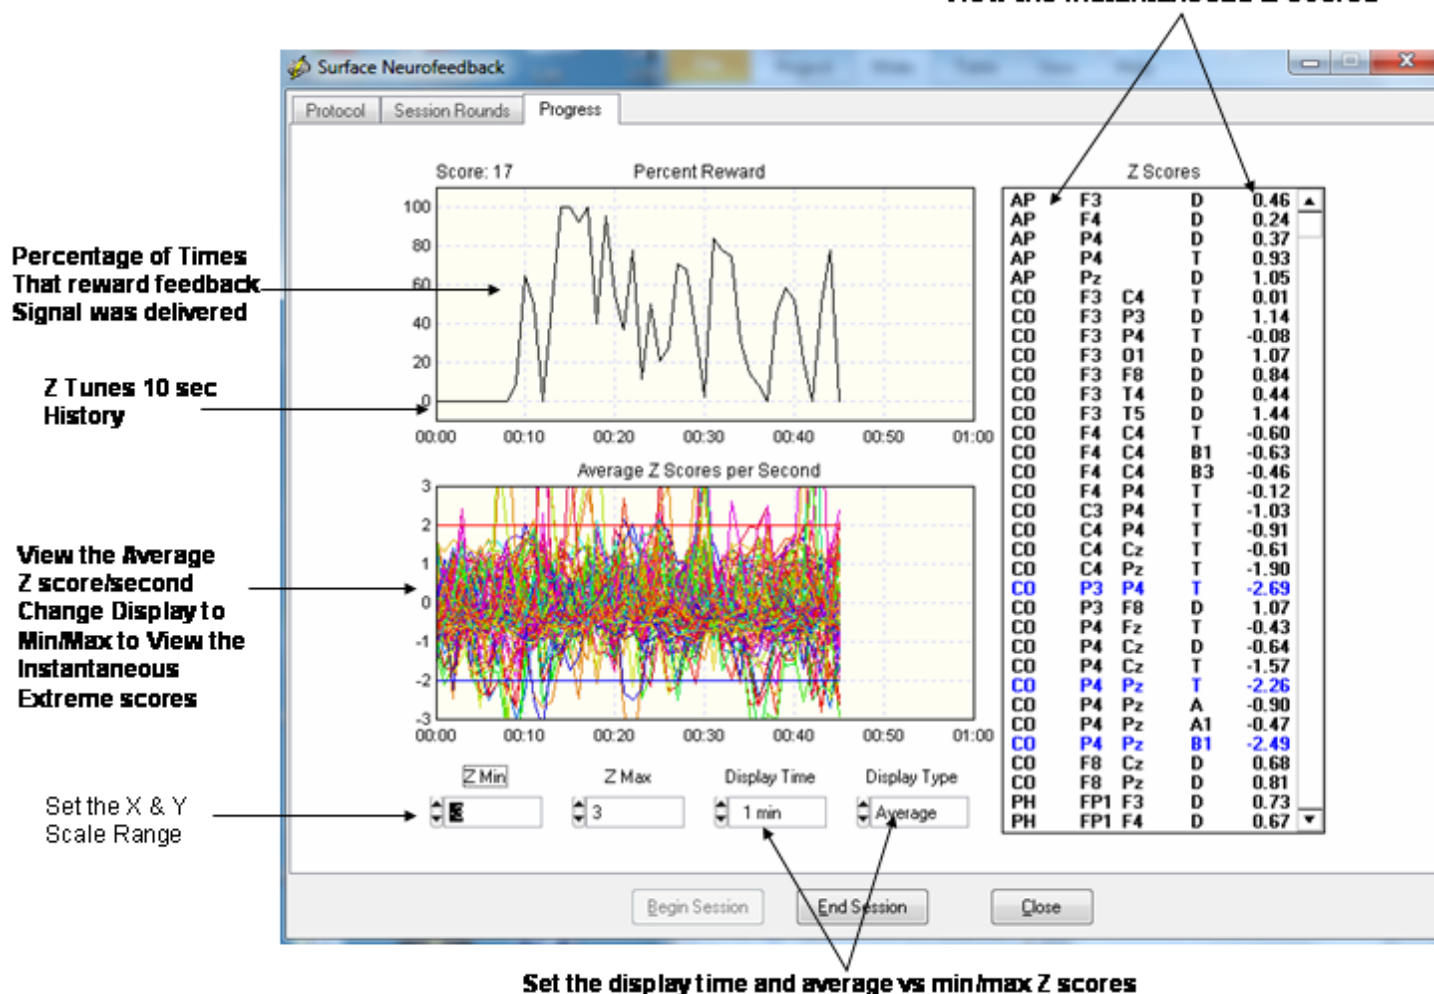 Surface Neurofeedback
Protocol Session Rounds Progress
Score: 17 Percent Reward
100
80
60
40
20
0
00:00 00:10 00:20 00:30 00:40 00:50 01:00
Average Z Scores per Second
3
2
1
0
-1
-2
-3
00:00 00:10 00:20 00:30 00:40 00:50 01:00
Z Min Z Max Display Time Display Type
3 1 min Average
Z Scores
AP F3 D 0.46
AP F4 D 0.24
AP P4 D 0.37
AP P4 T 0.93
AP Pz D 1.05
CO F3 C4 T 0.01
CO F3 P3 D 1.14
CO F3 P4 T -0.08
CO F3 O1 D 1.07
CO F3 F8 D 0.84
CO F3 T4 D 0.44
CO F3 T5 D 1.44
CO F4 C4 T -0.60
CO F4 C4 B1 -0.63
CO F4 C4 B3 -0.46
CO F4 P4 T -0.12
CO C3 P4 T -1.03
CO C4 P4 T -0.91
CO C4 Cz T -0.61
CO C4 Pz T -1.90
CO P3 P4 T -2.69
CO P3 F8 D 1.07
CO P4 Fz T -0.43
CO P4 Cz D -0.64
CO P4 Cz T -1.57
CO P4 Pz T -2.26
CO P4 Pz A -0.90
CO P4 Pz A1 -0.47
CO P4 Pz B1 -2.49
CO F8 Cz D 0.68
CO F8 Pz D 0.81
PH FP1 F3 D 0.73
PH FP1 F4 D 0.67
Begin Session End Session Close
Percentage of Times
That reward feedback
Signal was delivered
Z Tunes 10 sec
History
View the Average
Z score/second
Change Display to
Min/Max to View the
Instantaneous
Extreme scores
Set the X & Y
Scale Range
Set the display time and average vs min/max Z scores